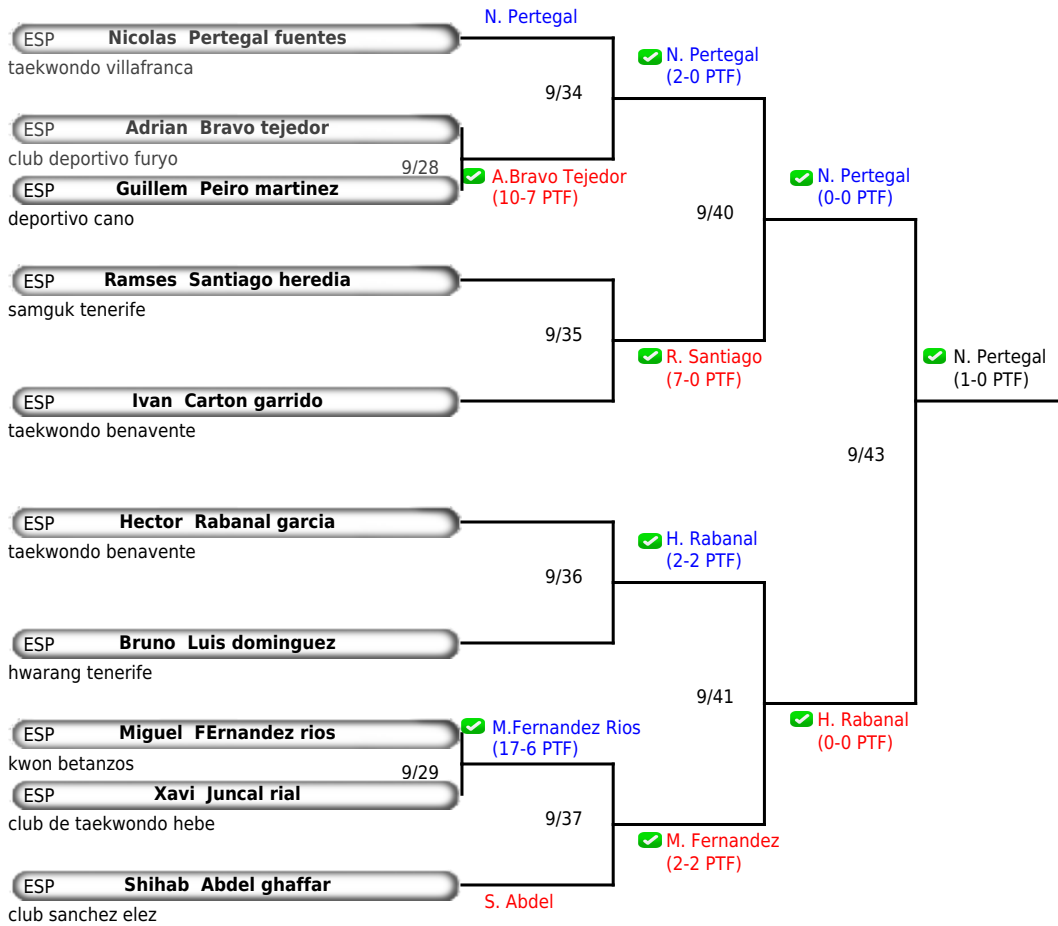 N. Pertegal
ESP Nicolas Pertegal fuentes
taekwondo villafranca
N. Pertegal
(2-0 PTF)
9/34
ESP Adrian Bravo tejedor
club deportivo furyo
9/28
A.Bravo Tejedor
(10-7 PTF)
ESP Guillem Peiro martinez
deportivo cano
N. Pertegal
(0-0 PTF)
9/40
ESP Ramses Santiago heredia
samguk tenerife
9/35
R. Santiago
(7-0 PTF)
N. Pertegal
(1-0 PTF)
ESP Ivan Carton garrido
taekwondo benavente
9/43
ESP Hector Rabanal garcia
taekwondo benavente
H. Rabanal
(2-2 PTF)
9/36
ESP Bruno Luis dominguez
hwarang tenerife
9/41
H. Rabanal
(0-0 PTF)
ESP Miguel FErnandez rios
kwon betanzos
M.Fernandez Rios
(17-6 PTF)
9/29
ESP Xavi Juncal rial
club de taekwondo hebe
9/37
M. Fernandez
(2-2 PTF)
ESP Shihab Abdel ghaffar
club sanchez elez
S. Abdel